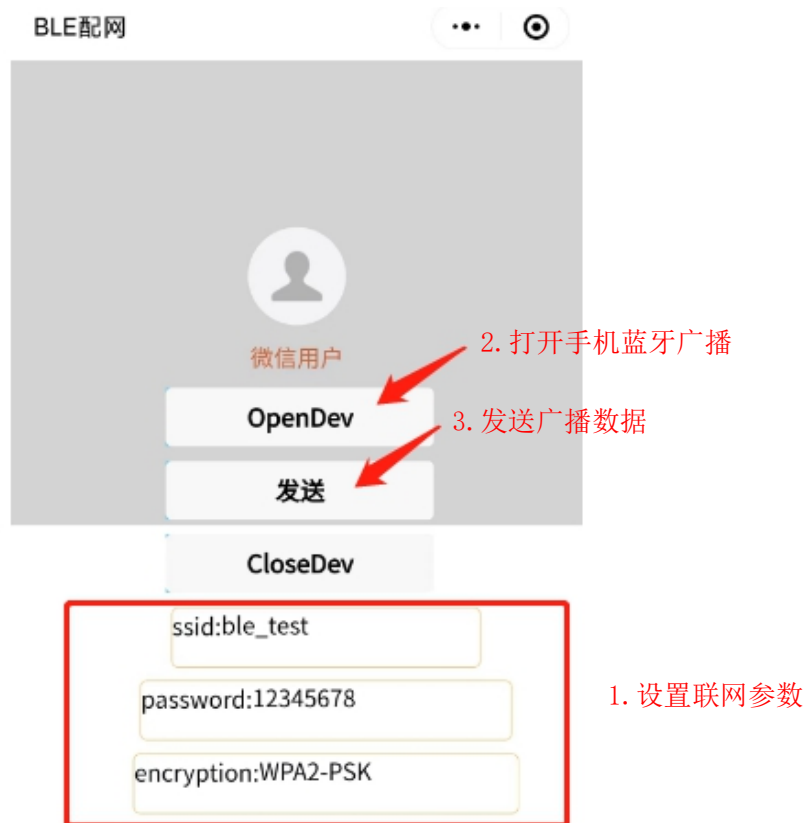 BLE配网
2.打开手机蓝牙广播
微信用户
OpenDev
3.发送广播数据
发送
CloseDev
ssid:ble_test
password:12345678
1.设置联网参数
encryption:WPA2-PSK